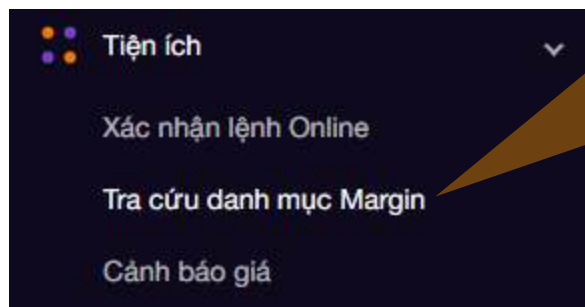 Tiện ích
Xác nhận lệnh Online
Tra cứu danh mục Margin
Cảnh báo giá